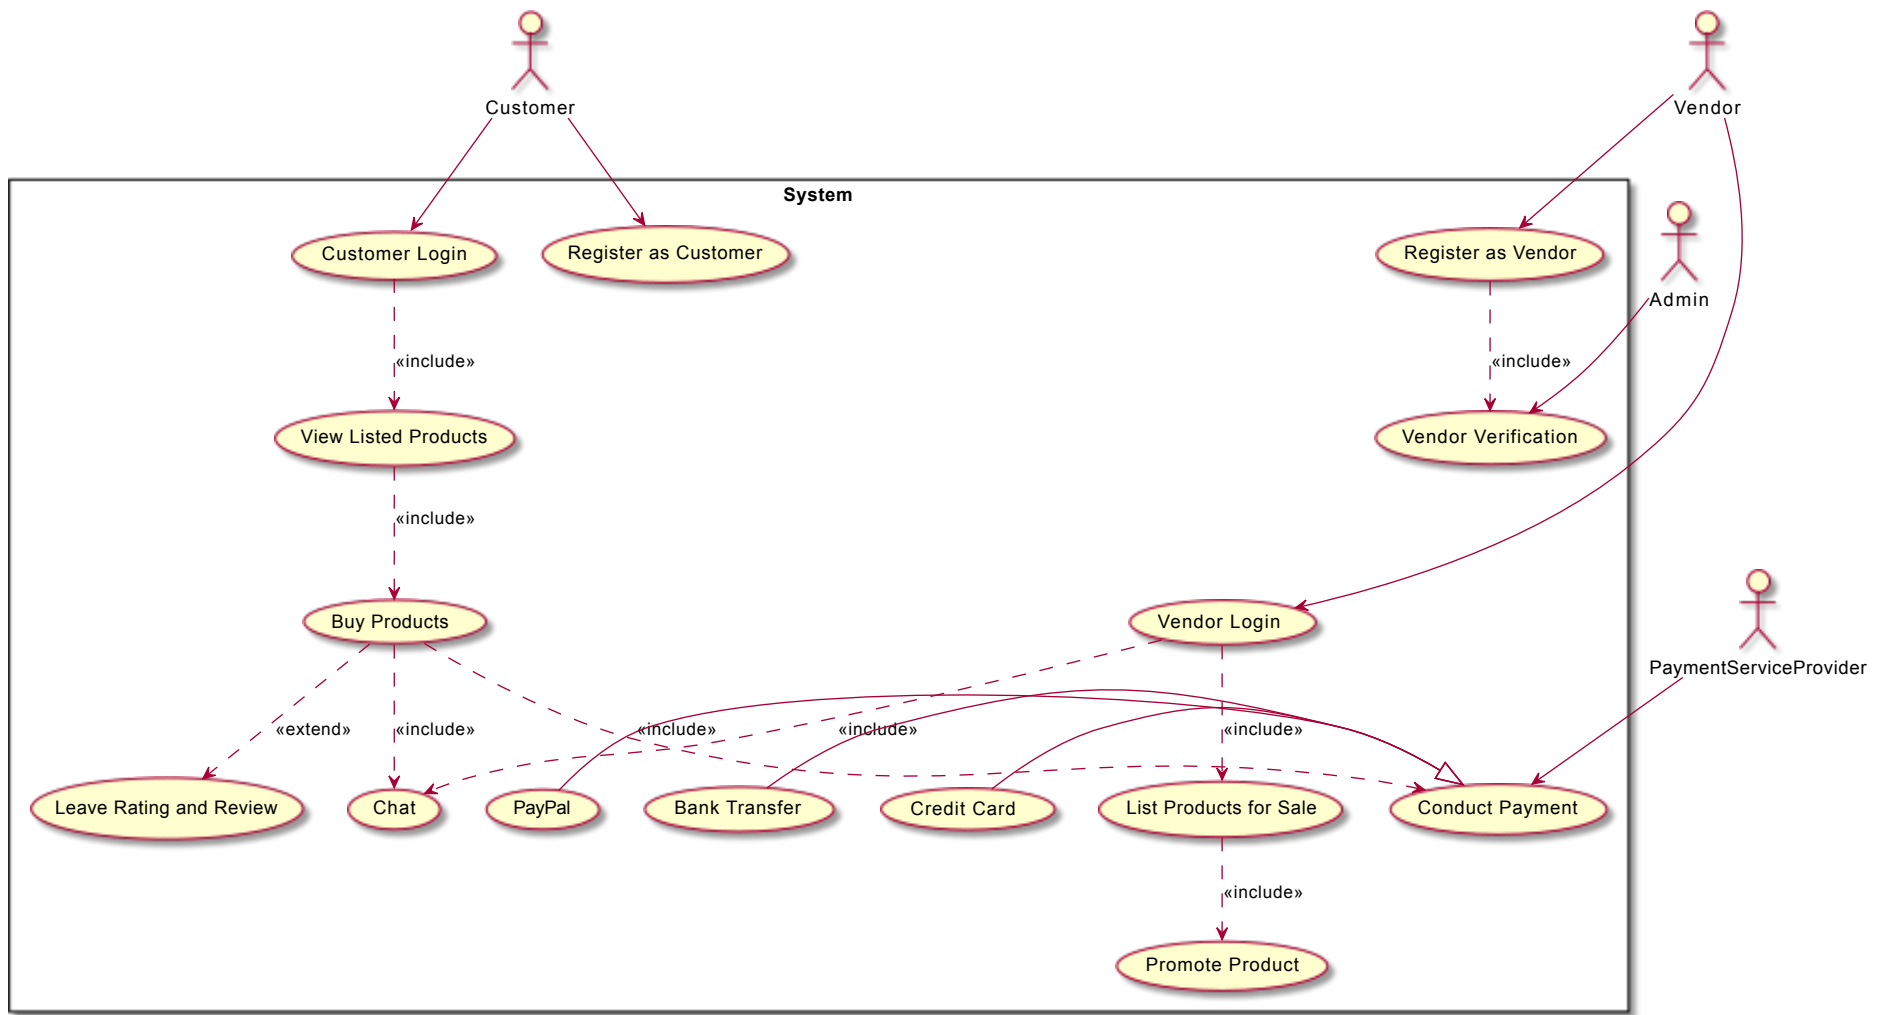 Customer
Vendor
System
Customer Login
Register as Customer
Register as Vendor
Admin
«include»
«include»
View Listed Products
Vendor Verification
«include»
Buy Products
Vendor Login
PaymentServiceProvider
«extend»
«include»
«include»
«include»
«include»
Leave Rating and Review
Chat
PayPal
Bank Transfer
Credit Card
List Products for Sale
Conduct Payment
«include»
Promote Product